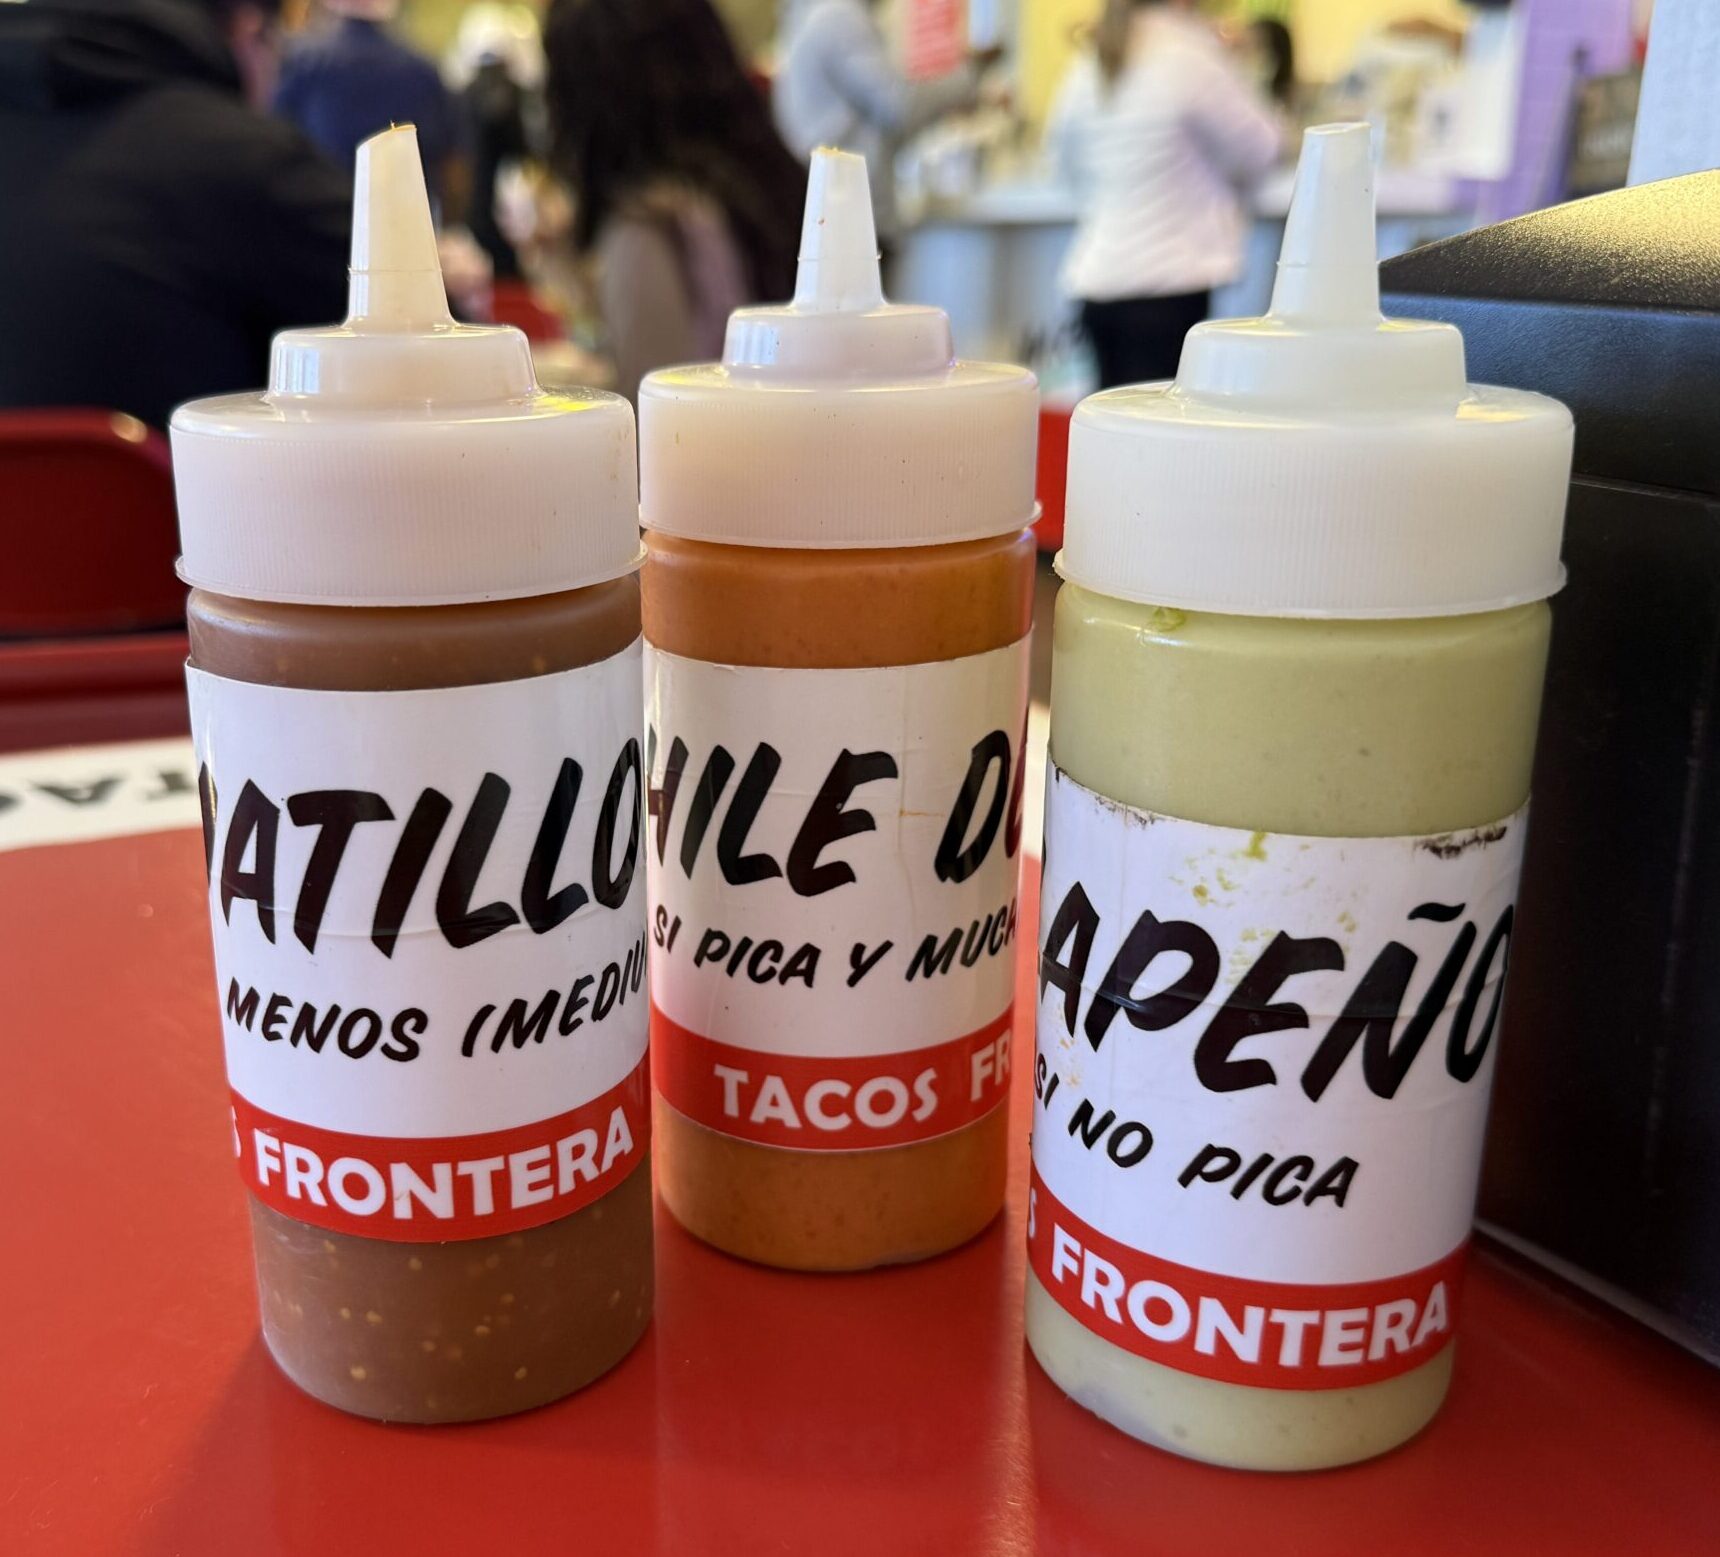 ATILLO
MENOS (MEDIU
FRONTERA
HILE DE
SI PICA Y MUCH
TACOS FR
APEÑO
SI NO PICA
S FRONTERA